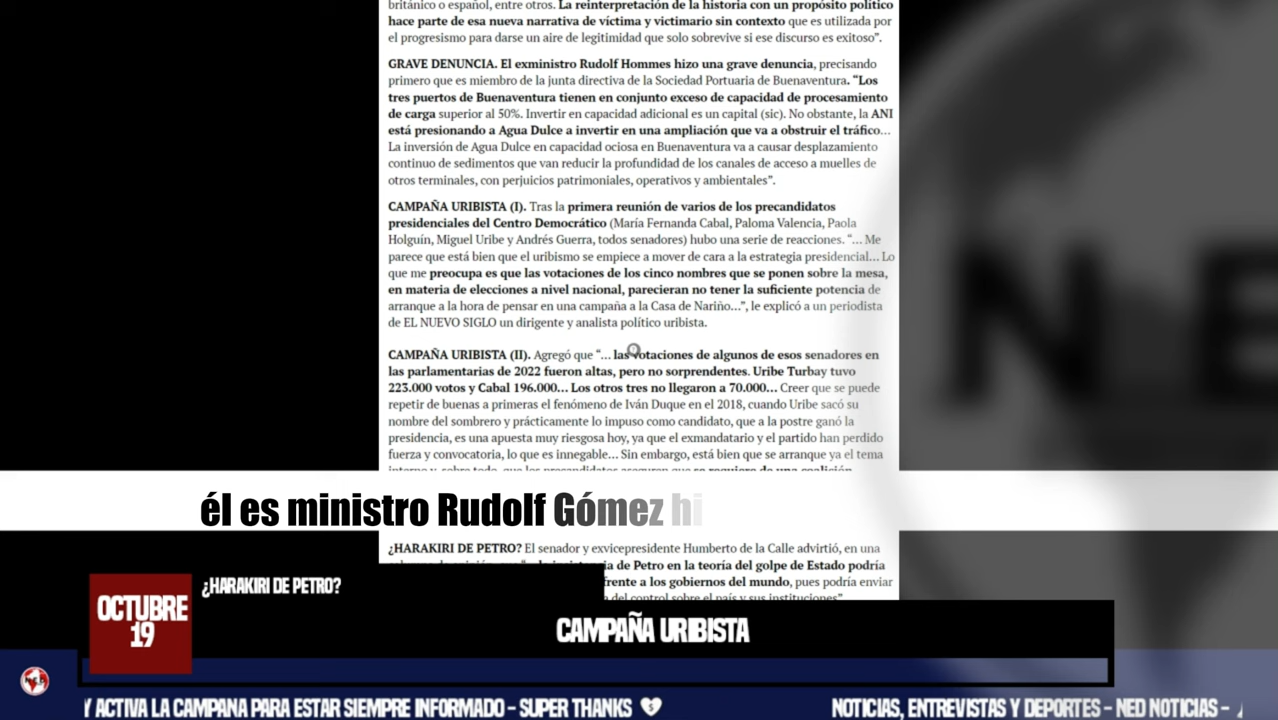 británico o español, entre otros. La reinterpretación de la historia con un propósito político
hace parte de esa nueva narrativa de víctima y victimario sin contexto que es utilizada por
el progresismo para darse un aire de legitimidad que solo sobrevive si ese discurso es exitoso”.
GRAVE DENUNCIA. El exministro Rudolf Hommes hizo una grave denuncia, precisando
primero que es miembro de la junta directiva de la Sociedad Portuaria de Buenaventura. “Los
tres puertos de Buenaventura tienen en conjunto exceso de capacidad de procesamiento
de carga superior al 50%. Invertir en capacidad adicional es un capital (sic). No obstante, la ANI
está presionando a Agua Dulce a invertir en una ampliación que va a obstruir el tráfico...
La inversión de Agua Dulce en capacidad ociosa en Buenaventura va a causar desplazamiento
continuo de sedimentos que van reducir la profundidad de los canales de acceso a muelles de
otros terminales, con perjuicios patrimoniales, operativos y ambientales”.
CAMPAÑA URIBISTA (I). Tras la primera reunión de varios de los precandidatos
presidenciales del Centro Democrático (María Fernanda Cabal, Paloma Valencia, Paola
Holguín, Miguel Uribe y Andrés Guerra, todos senadores) hubo una serie de reacciones. “... Me
parece que está bien que el uribismo se empiece a mover de cara a la estrategia presidencial... Lo
que me preocupa es que las votaciones de los cinco nombres que se ponen sobre la mesa,
en materia de elecciones a nivel nacional, parecieran no tener la suficiente potencia de
arranque a la hora de pensar en una campaña a la Casa de Nariño...”, le explicó a un periodista
de EL NUEVO SIGLO un dirigente y analista político uribista.
CAMPAÑA URIBISTA (II). Agregó que “... las votaciones de algunos de esos senadores en
las parlamentarias de 2022 fueron altas, pero no sorprendentes. Uribe Turbay tuvo
223.000 votos y Cabal 196.000... Los otros tres no llegaron a 70.000... Creer que se puede
repetir de buenas a primeras el fenómeno de Iván Duque en el 2018, cuando Uribe sacó su
nombre del sombrero y prácticamente lo impuso como candidato, que a la postre ganó la
presidencia, es una apuesta muy riesgosa hoy, ya que el exmandatario y el partido han perdido
fuerza y convocatoria, lo que es innegable... Sin embargo, está bien que se arranque ya el tema
él es ministro Rudolf Gómez hi
¿HARAKIRI DE PETRO? El senador y exvicepresidente Humberto de la Calle advirtió, en una
de Petro en la teoría del golpe de Estado podría
frente a los gobiernos del mundo, pues podría enviar
del control sobre el país y sus instituciones”
¿HARAKIRI DE PETRO?
OCTUBRE
19
CAMPAÑA URIBISTA
Y ACTIVA LA CAMPANA PARA ESTAR SIEMPRE INFORMADO - SUPER THANKS
NOTICIAS, ENTREVISTAS Y DEPORTES - NED NOTICIAS -
N E